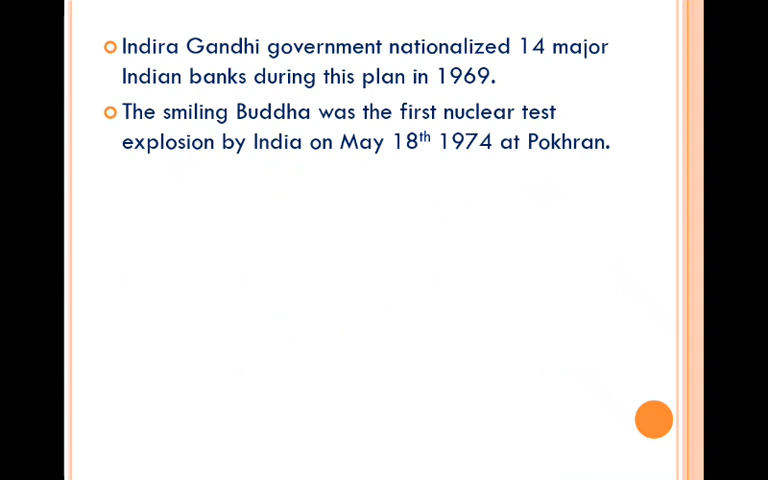 Indira Gandhi government nationalized 14 major
Indian banks during this plan in 1969.
The smiling Buddha was the first nuclear test
explosion by India on May 18th 1974 at Pokhran.